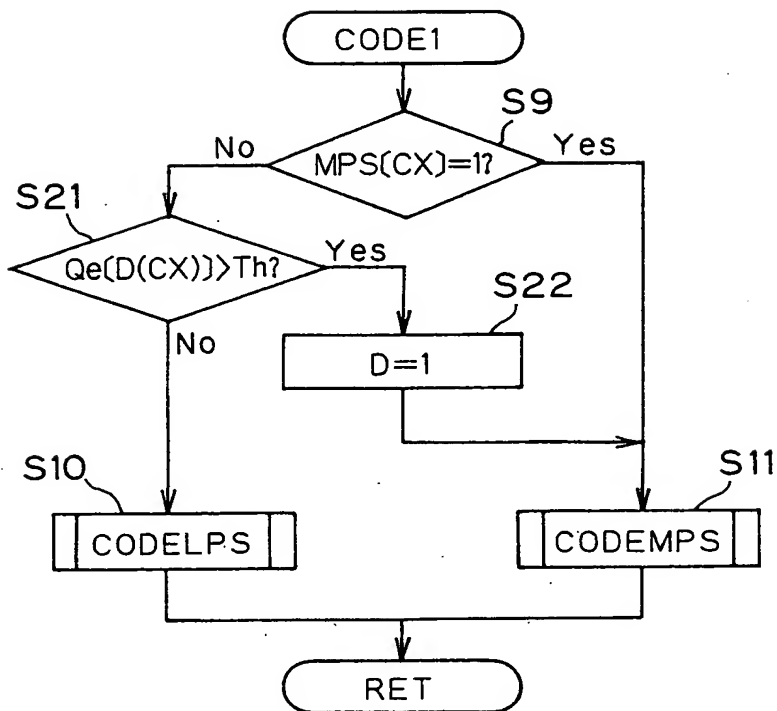 CODE1
S9
MPS(CX)=1?
No
Yes
S21
Qe(D(CX))>Th?
Yes
S22
No
D=1
S10
S11
CODELPS
CODEMPS
RET